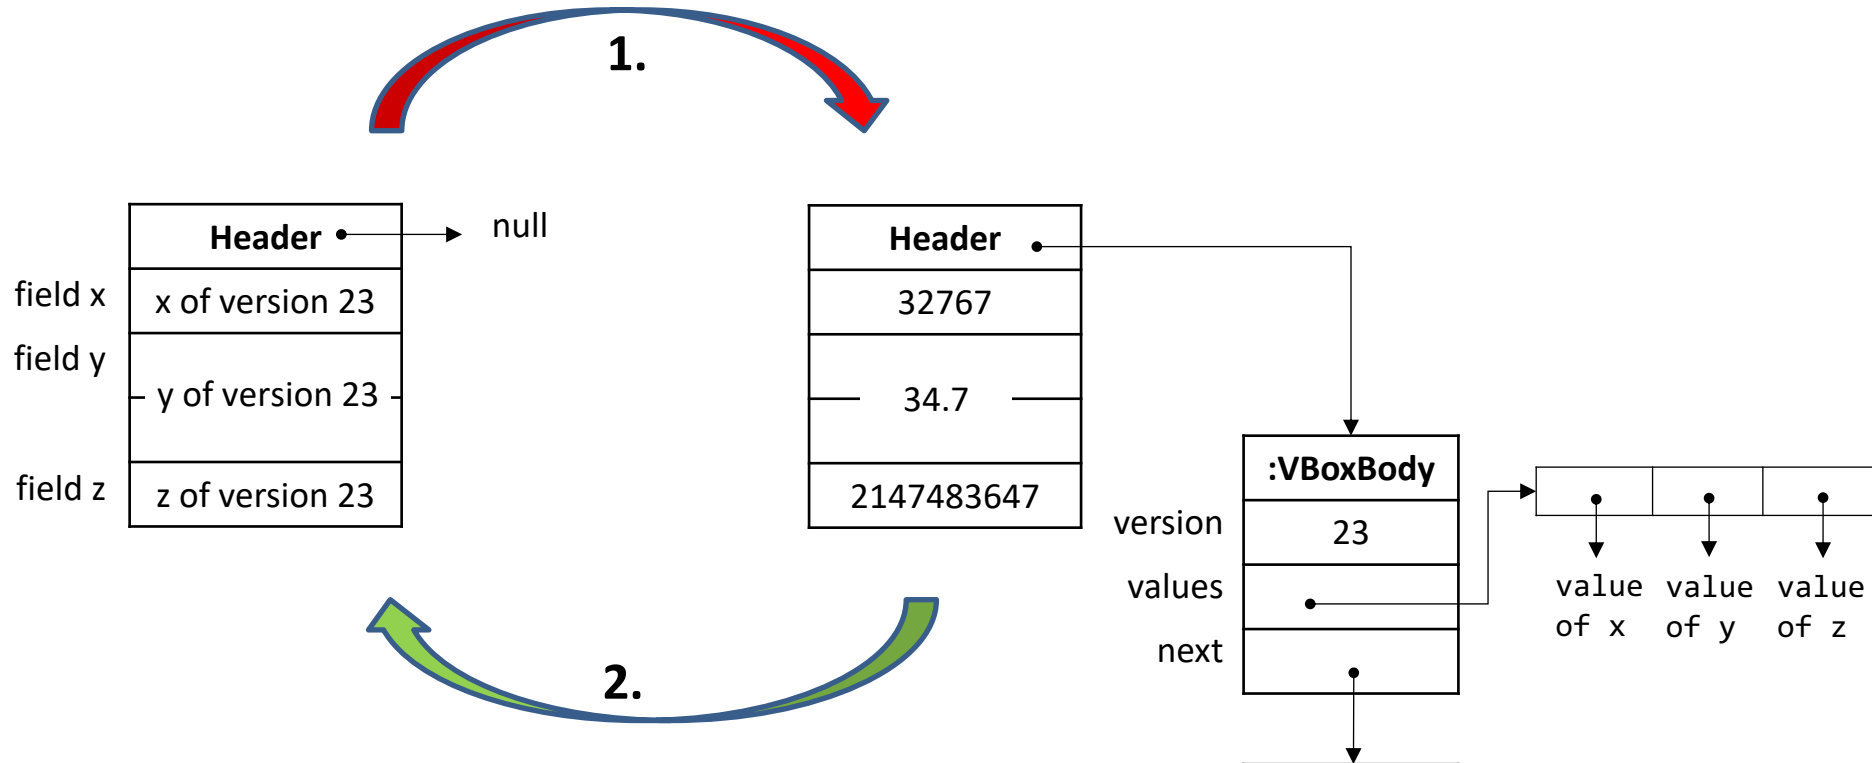 1.
Header
null
field x
x of version 23
field y
y of version 23
field z
z of version 23
Header
32767
34.7
2147483647
:VBoxBody
version
23
values
next
value value value
of x of y of z
2.